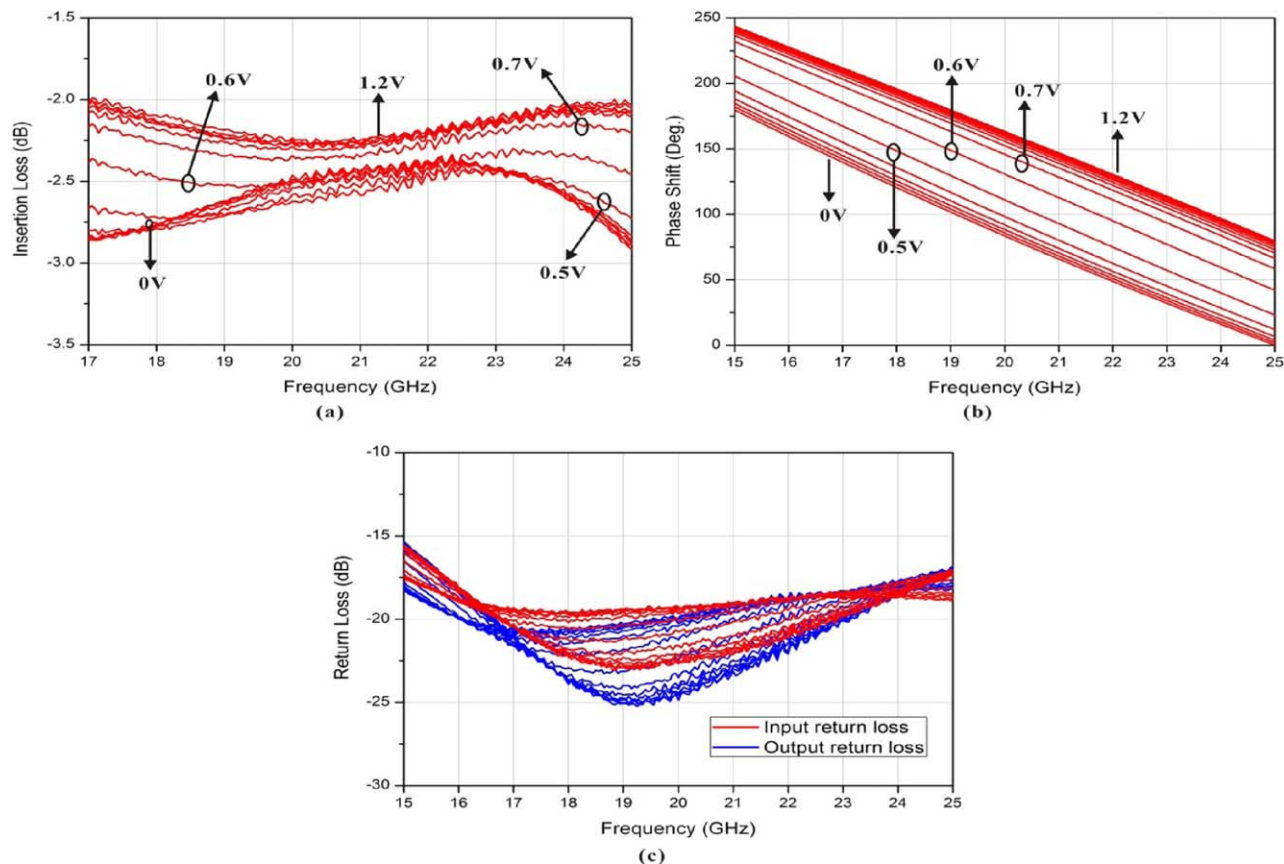 -1.5
-2.0
-2.5
-3.0
-3.5
Insertion Loss (dB)
0.6V
1.2V
0.7V
0V
0.5V
17 18 19 20 21 22 23 24 25
Frequency (GHz)
(a)
250
200
150
100
50
0
Phase Shift (Deg.)
0.6V
0.7V
1.2V
0V
0.5V
15 16 17 18 19 20 21 22 23 25
Frequency (GHz)
(b)
-10
-15
-20
-25
-30
Return Loss (dB)
Input return loss
Output return loss
15 16 17 19 20 21 22 23 24 25
Frequency (GHz)
(c)